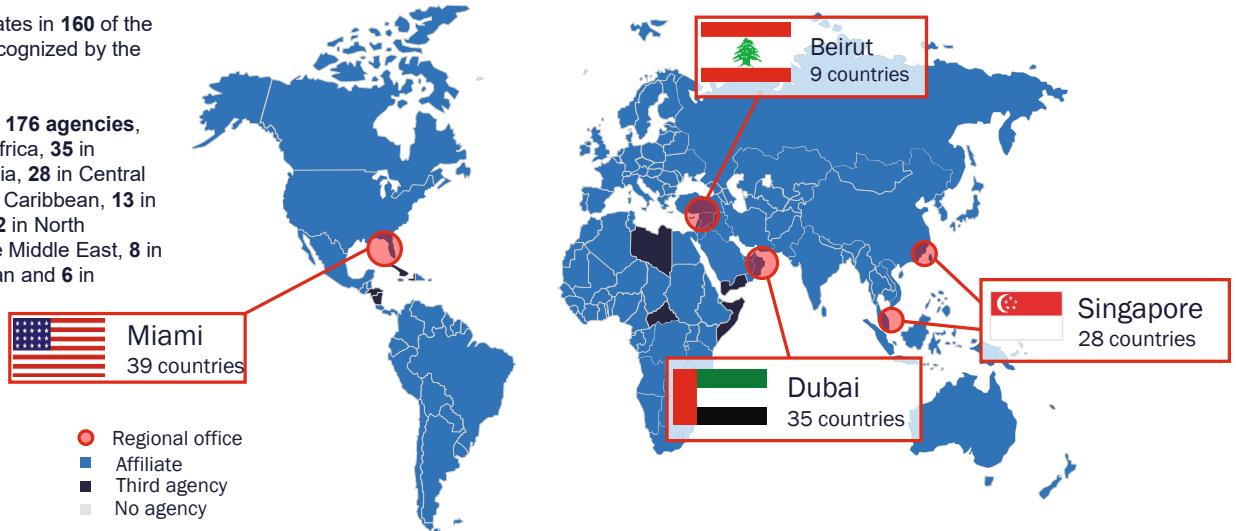 ates in 160 of the
cognized by the
176 agencies,
frica, 35 in
ia, 28 in Central
Caribbean, 13 in
2 in North
e Middle East, 8 in
an and 6 in
Beirut
9 countries
Miami
39 countries
Singapore
28 countries
Dubai
35 countries
Regional office
Affiliate
Third agency
No agency